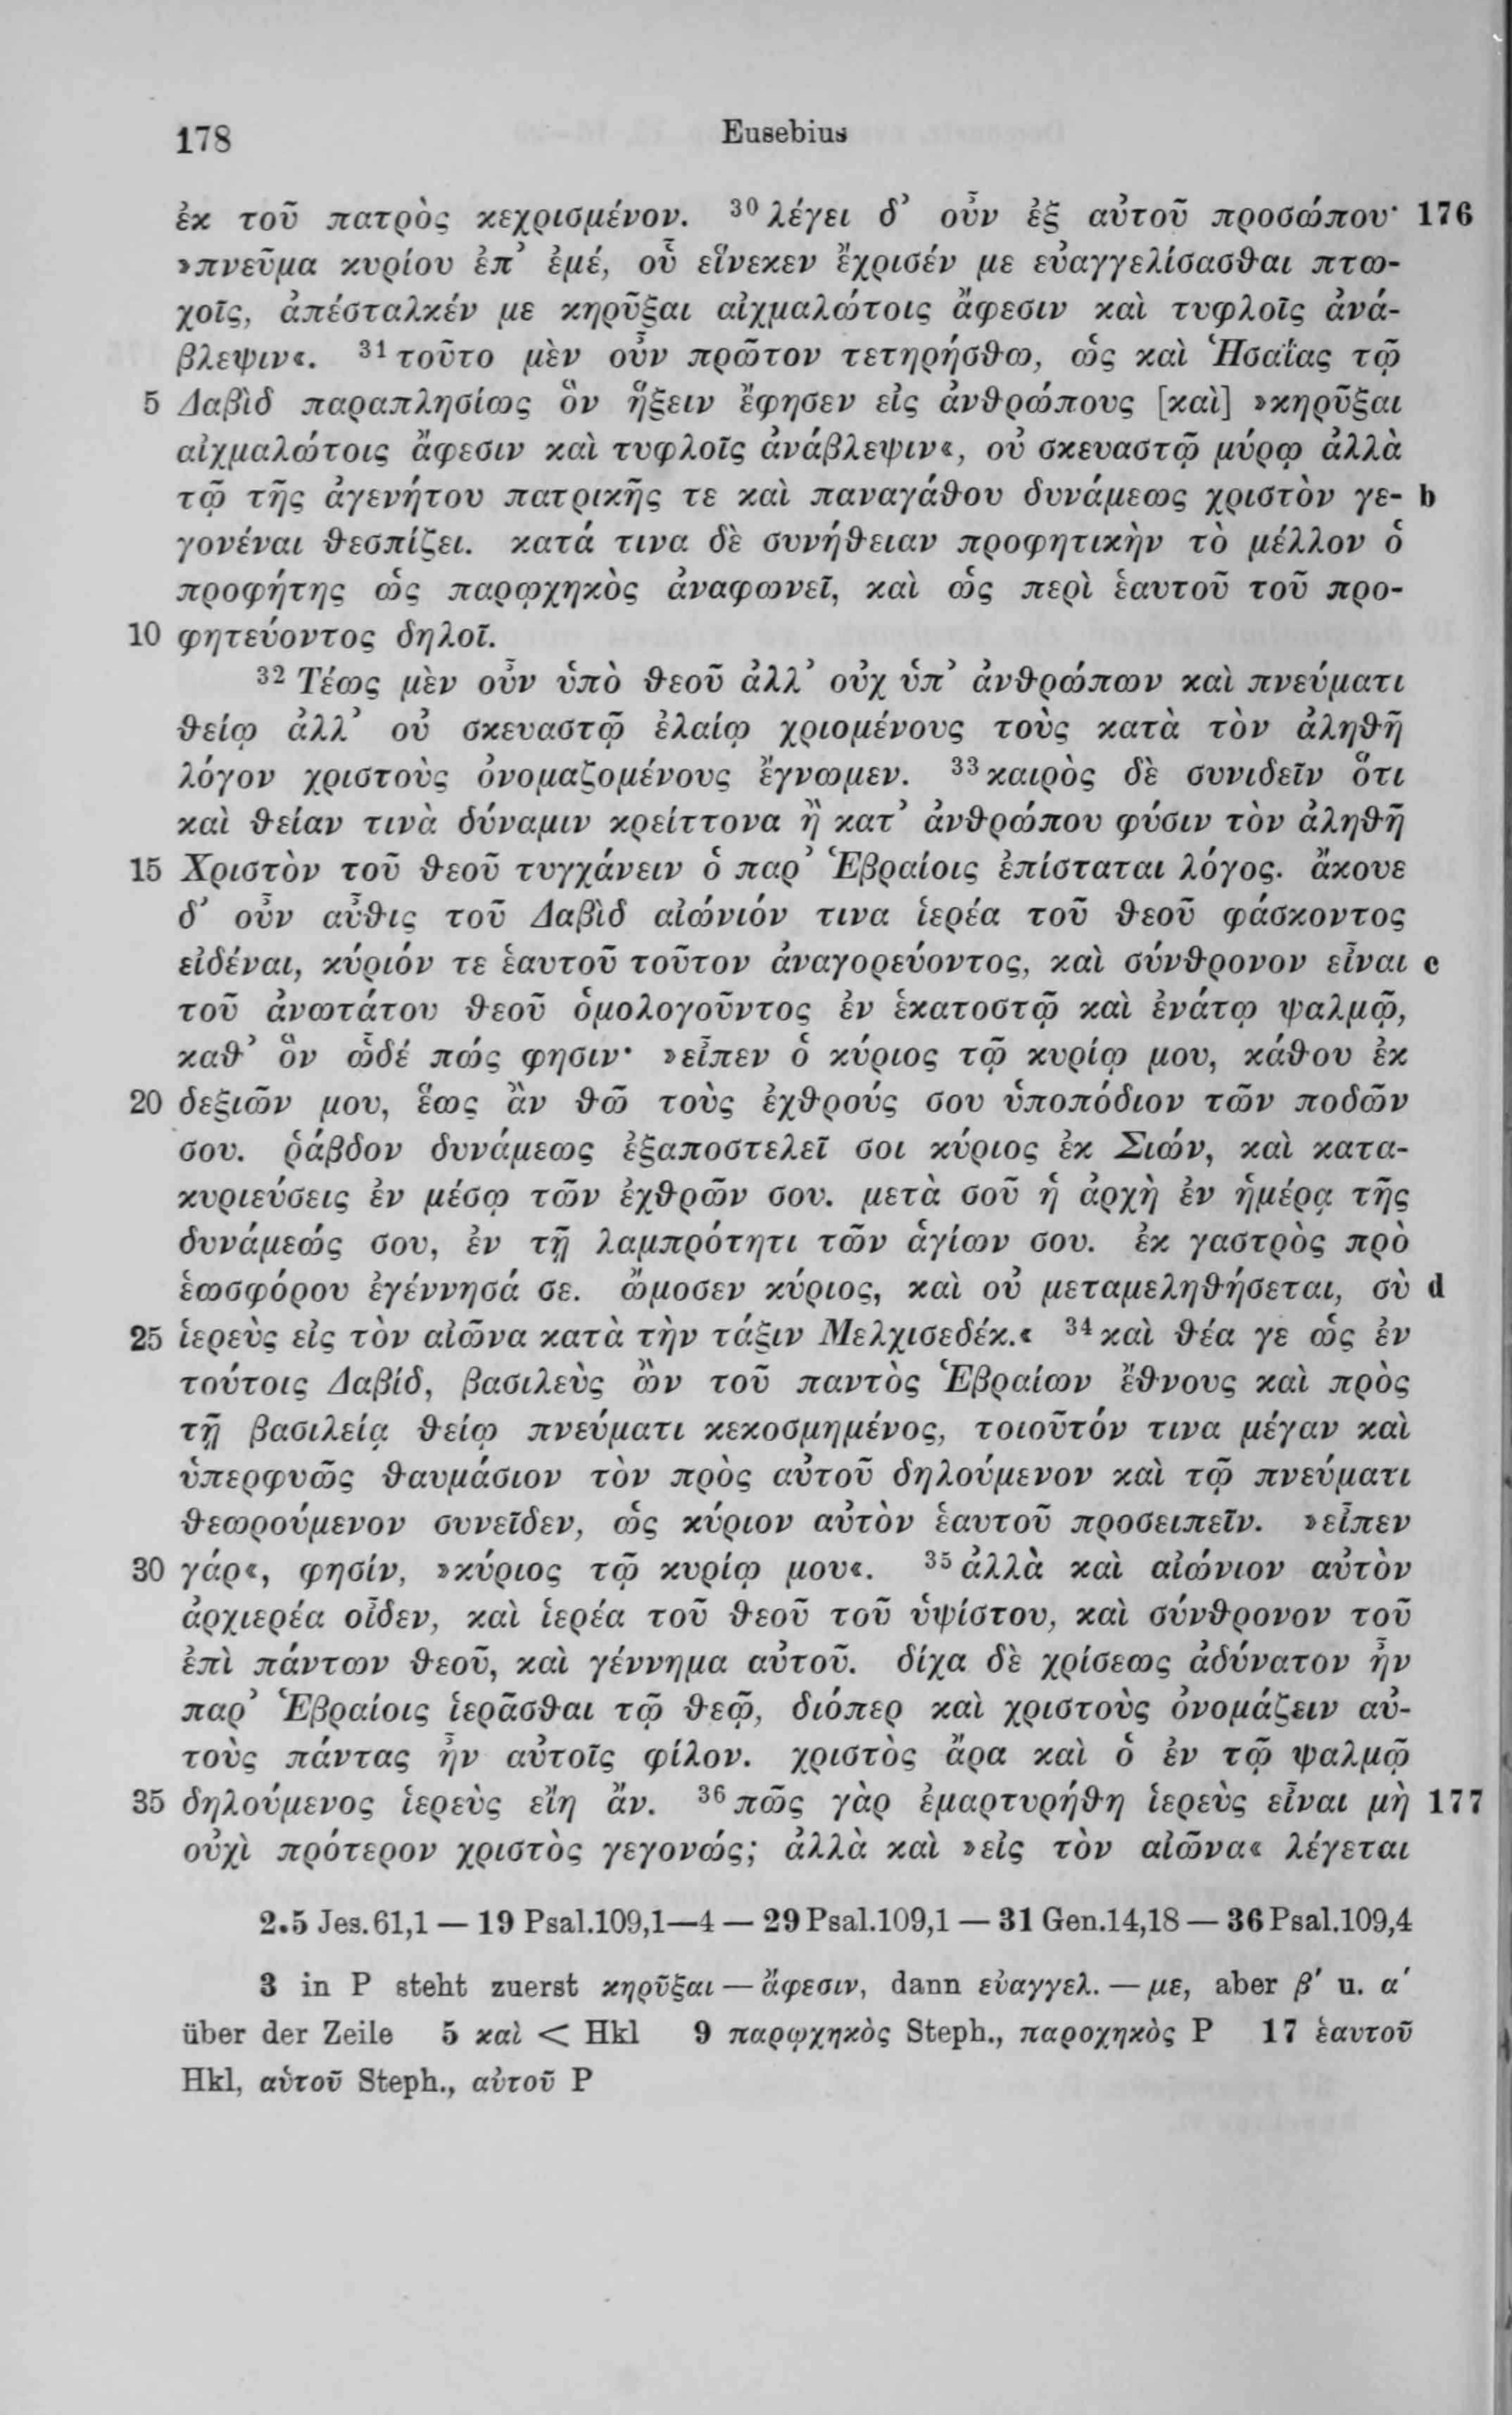 178 Eusebius
ἐκ τοῦ πατρὸς κεχρισμένον. ³⁰ λέγει δ’ οὖν ἐξ αὐτοῦ προσώπου· 176
»πνεῦμα κυρίου ἐπ’ ἐμέ, οὗ εἵνεκεν ἔχρισέν με εὐαγγελίσασθαι πτω-
χοῖς, ἀπέσταλκέν με κηρῦξαι αἰχμαλώτοις ἄφεσιν καὶ τυφλοῖς ἀνά-
βλεψιν«. ³¹ τοῦτο μὲν οὖν πρῶτον τετηρήσθω, ὡς καὶ Ἡσαΐας τῷ
5 Δαβὶδ παραπλησίως ὃν ἥξειν ἔφησεν εἰς ἀνθρώπους [καὶ] »κηρῦξαι
αἰχμαλώτοις ἄφεσιν καὶ τυφλοῖς ἀνάβλεψιν«, οὐ σκευαστῷ μύρῳ ἀλλὰ
τῷ τῆς ἀγενήτου πατρικῆς τε καὶ παναγάθου δυνάμεως χριστὸν γε- b
γονέναι θεσπίζει. κατά τινα δὲ συνήθειαν προφητικὴν τὸ μέλλον ὁ
προφήτης ὡς παρῳχηκὸς ἀναφωνεῖ, καὶ ὡς περὶ ἑαυτοῦ τοῦ προ-
10 φητεύοντος δηλοῖ.
³² Τέως μὲν οὖν ὑπὸ θεοῦ ἀλλ’ οὐχ ὑπ’ ἀνθρώπων καὶ πνεύματι
θείῳ ἀλλ’ οὐ σκευαστῷ ἐλαίῳ χριομένους τοὺς κατὰ τὸν ἀληθῆ
λόγον χριστοὺς ὀνομαζομένους ἔγνωμεν. ³³ καιρὸς δὲ συνιδεῖν ὅτι
καὶ θείαν τινὰ δύναμιν κρείττονα ἢ κατ’ ἀνθρώπου φύσιν τὸν ἀληθῆ
15 Χριστὸν τοῦ θεοῦ τυγχάνειν ὁ παρ’ Ἑβραίοις ἐπίσταται λόγος. ἄκουε
δ’ οὖν αὖθις τοῦ Δαβὶδ αἰώνιόν τινα ἱερέα τοῦ θεοῦ φάσκοντος
εἰδέναι, κύριόν τε ἑαυτοῦ τοῦτον ἀναγορεύοντος, καὶ σύνθρονον εἶναι c
τοῦ ἀνωτάτου θεοῦ ὁμολογοῦντος ἐν ἑκατοστῷ καὶ ἐνάτῳ ψαλμῷ,
καθ’ ὃν ὧδέ πώς φησιν· »εἶπεν ὁ κύριος τῷ κυρίῳ μου, κάθου ἐκ
20 δεξιῶν μου, ἕως ἂν θῶ τοὺς ἐχθρούς σου ὑποπόδιον τῶν ποδῶν
σου. ῥάβδον δυνάμεως ἐξαποστελεῖ σοι κύριος ἐκ Σιών, καὶ κατα-
κυριεύσεις ἐν μέσῳ τῶν ἐχθρῶν σου. μετὰ σοῦ ἡ ἀρχὴ ἐν ἡμέρᾳ τῆς
δυνάμεώς σου, ἐν τῇ λαμπρότητι τῶν ἁγίων σου. ἐκ γαστρὸς πρὸ
ἑωσφόρου ἐγέννησά σε. ὤμοσεν κύριος, καὶ οὐ μεταμεληθήσεται, σὺ d
25 ἱερεὺς εἰς τὸν αἰῶνα κατὰ τὴν τάξιν Μελχισεδέκ.« ³⁴ καὶ θέα γε ὡς ἐν
τούτοις Δαβίδ, βασιλεὺς ὢν τοῦ παντὸς Ἑβραίων ἔθνους καὶ πρὸς
τῇ βασιλείᾳ θείῳ πνεύματι κεκοσμημένος, τοιοῦτόν τινα μέγαν καὶ
ὑπερφυῶς θαυμάσιον τὸν πρὸς αὐτοῦ δηλούμενον καὶ τῷ πνεύματι
θεωρούμενον συνεῖδεν, ὡς κύριον αὐτὸν ἑαυτοῦ προσειπεῖν. »εἶπεν
30 γάρ«, φησίν, »κύριος τῷ κυρίῳ μου«. ³⁵ ἀλλὰ καὶ αἰώνιον αὐτὸν
ἀρχιερέα οἶδεν, καὶ ἱερέα τοῦ θεοῦ τοῦ ὑψίστου, καὶ σύνθρονον τοῦ
ἐπὶ πάντων θεοῦ, καὶ γέννημα αὐτοῦ. δίχα δὲ χρίσεως ἀδύνατον ἦν
παρ’ Ἑβραίοις ἱερᾶσθαι τῷ θεῷ, διόπερ καὶ χριστοὺς ὀνομάζειν αὐ-
τοὺς πάντας ἦν αὐτοῖς φίλον. χριστὸς ἄρα καὶ ὁ ἐν τῷ ψαλμῷ
35 δηλούμενος ἱερεὺς εἴη ἄν. ³⁶ πῶς γὰρ ἐμαρτυρήθη ἱερεὺς εἶναι μὴ 177
οὐχὶ πρότερον χριστὸς γεγονώς; ἀλλὰ καὶ »εἰς τὸν αἰῶνα« λέγεται
2.5 Jes. 61,1 — 19 Psal. 109,1—4 — 29 Psal. 109,1 — 31 Gen. 14,18 — 36 Psal. 109,4
3 in P steht zuerst κηρῦξαι — ἄφεσιν, dann εὐαγγελ. — με, aber β′ u. α′
über der Zeile 5 καὶ < Hkl 9 παρῳχηκὸς Steph., παροχηκὸς P 17 ἑαυτοῦ
Hkl, αὑτοῦ Steph., αὐτοῦ P